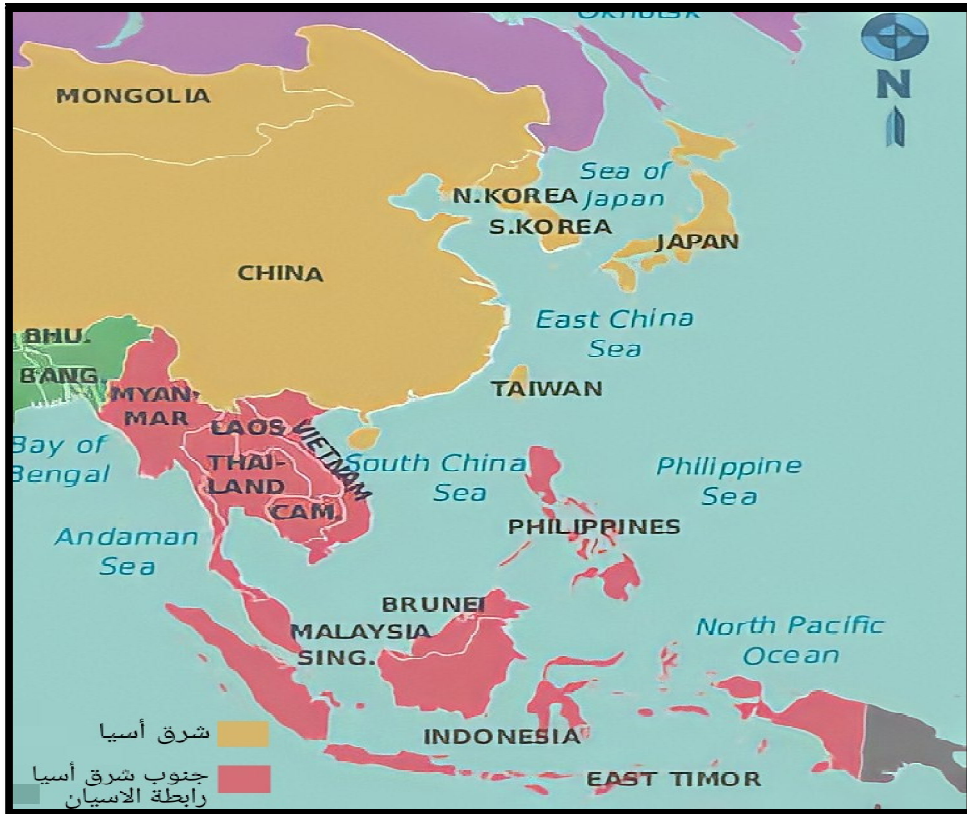 Okhotsk
N
MONGOLIA
Sea of
Japan
N.KOREA
S.KOREA
JAPAN
CHINA
East China
Sea
BHU.
BANG.
TAIWAN
MYAN-
MAR
LAOS
VIETNAM
Bay of
Bengal
THAI-
LAND
South China
Sea
Philippine
Sea
CAM.
PHILIPPINES
Andaman
Sea
BRUNEI
MALAYSIA
SING.
North Pacific
Ocean
INDONESIA
EAST TIMOR
شرق أسيا
جنوب شرق أسيا
رابطة الاسيان